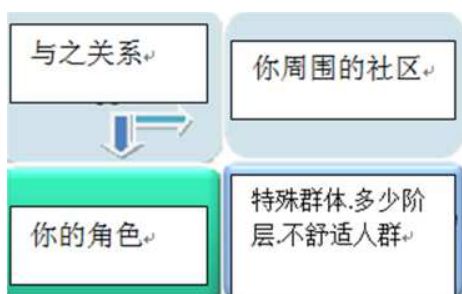 与之关系
你周围的社区
你的角色
特殊群体.多少阶
层.不舒适人群